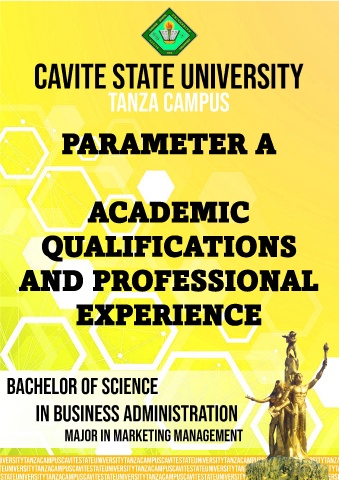 CAVITE STATE UNIVERSITY
TANZA CAMPUS
PARAMETER A
ACADEMIC
QUALIFICATIONS
AND PROFESSIONAL
EXPERIENCE
BACHELOR OF SCIENCE
IN BUSINESS ADMINISTRATION
MAJOR IN MARKETING MANAGEMENT